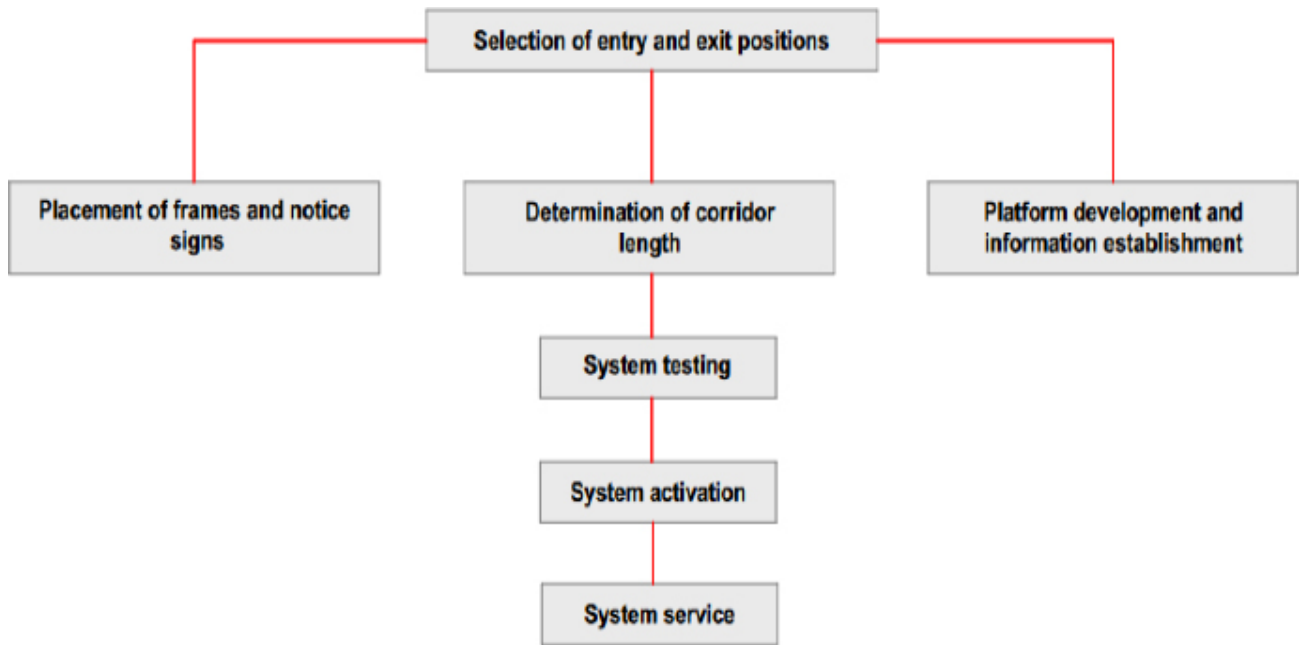 Selection of entry and exit positions
Placement of frames and notice
signs
Determination of corridor
length
Platform development and
information establishment
System testing
System activation
System service